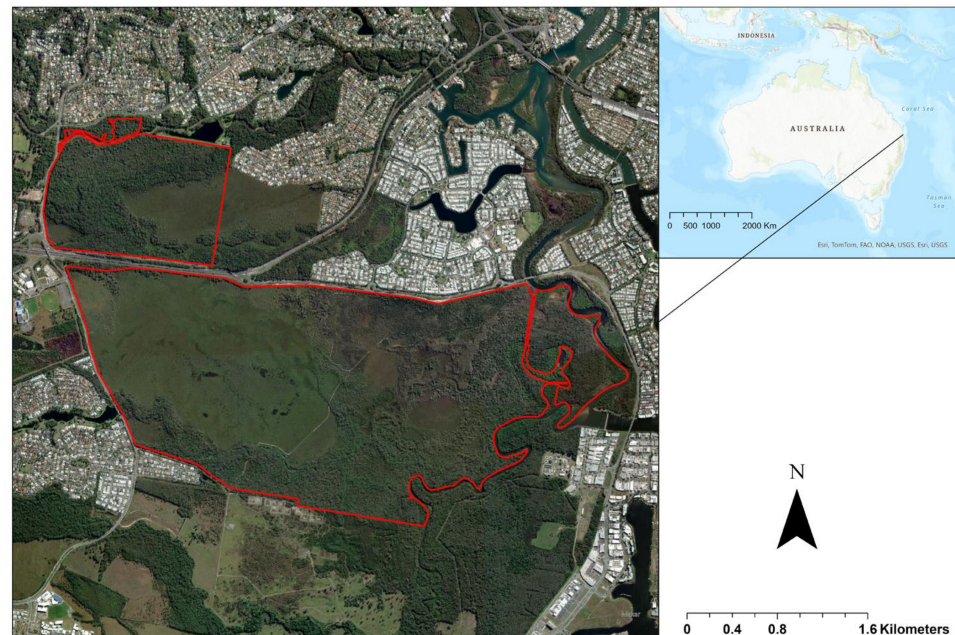 INDONESIA
Coral Sea
AUSTRALIA
Tasman
Sea
0 500 1000 2000 Km
Esri, TomTom, FAO, NOAA, USGS, Esri, USGS
N
0 0.4 0.8 1.6 Kilometers